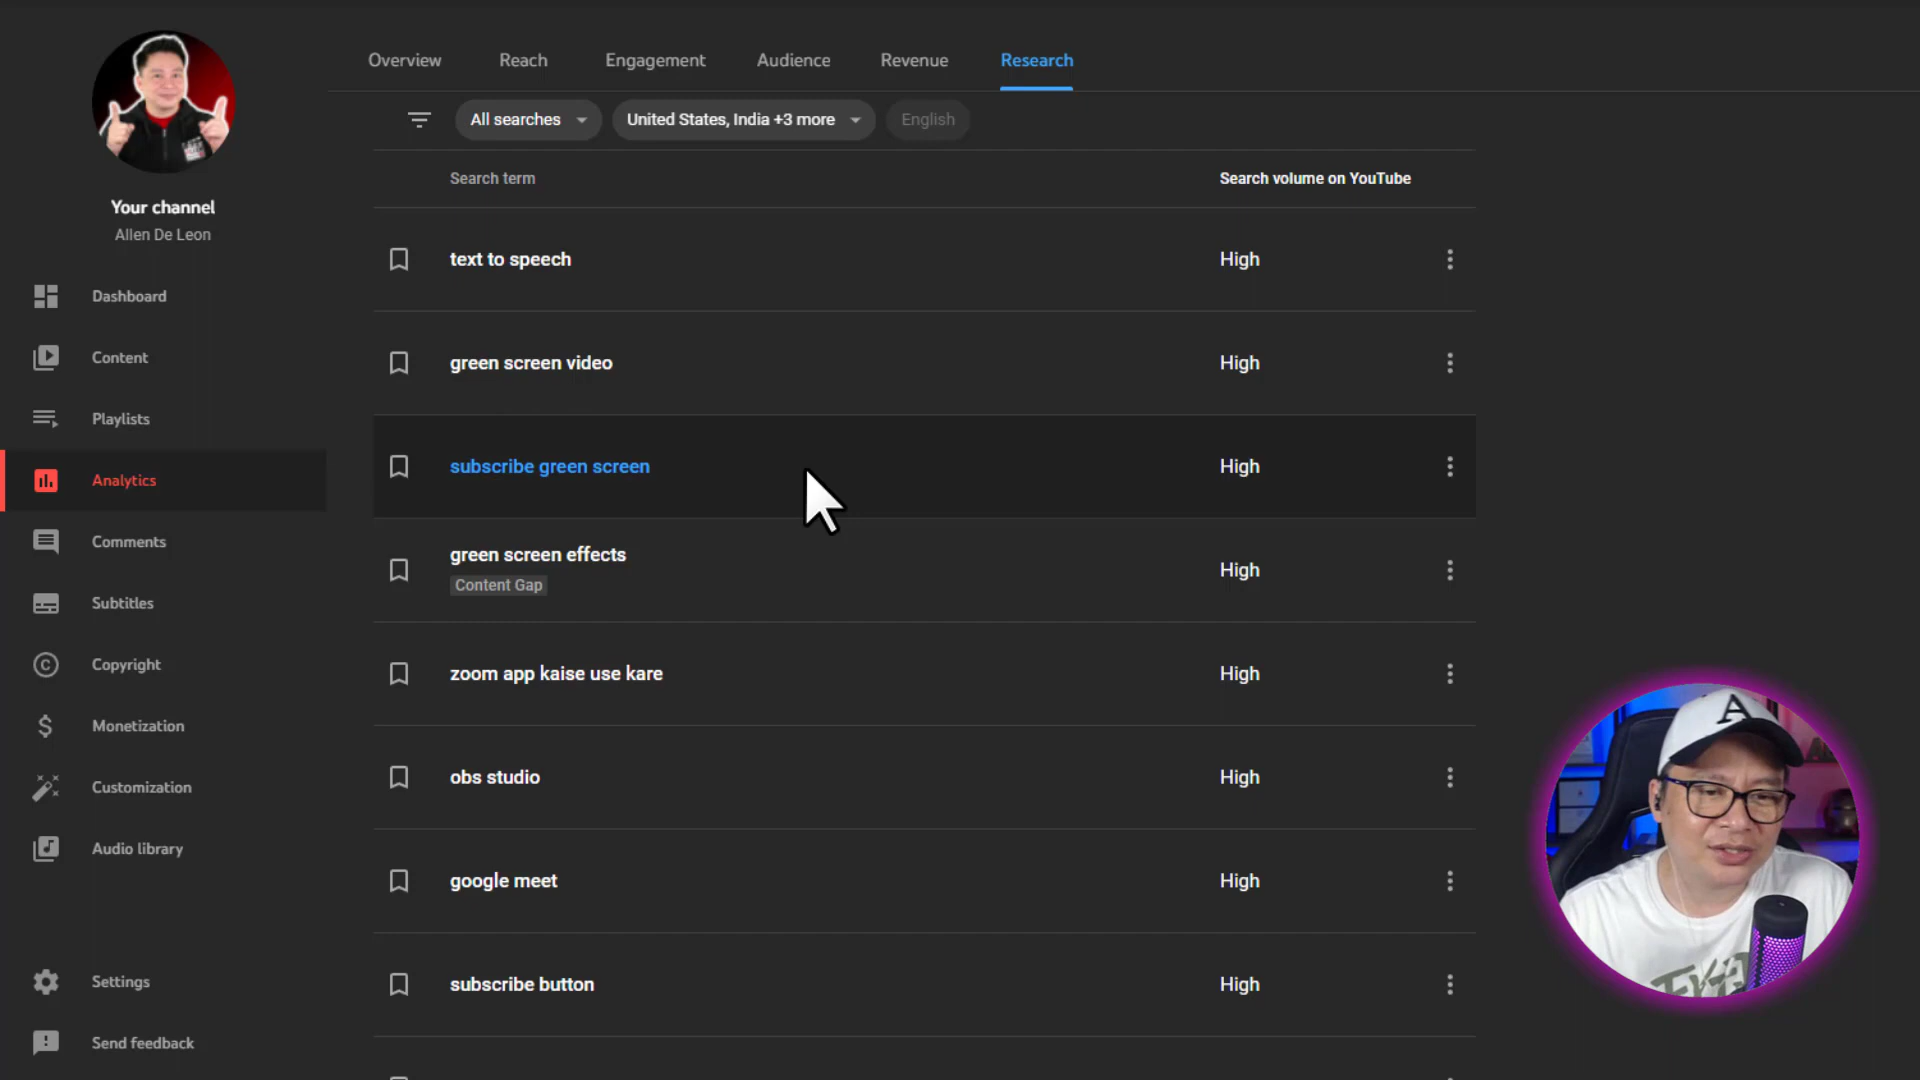 Overview Reach Engagement Audience Revenue Research
All searches United States, India +3 more English
Your channel
Allen De Leon
Dashboard
Content
Playlists
Analytics
Comments
Subtitles
Copyright
Monetization
Customization
Audio library
Settings
Send feedback
Search term Search volume on YouTube
text to speech High
green screen video High
subscribe green screen High
green screen effects High
Content Gap
zoom app kaise use kare High
obs studio High
google meet High
subscribe button High
A